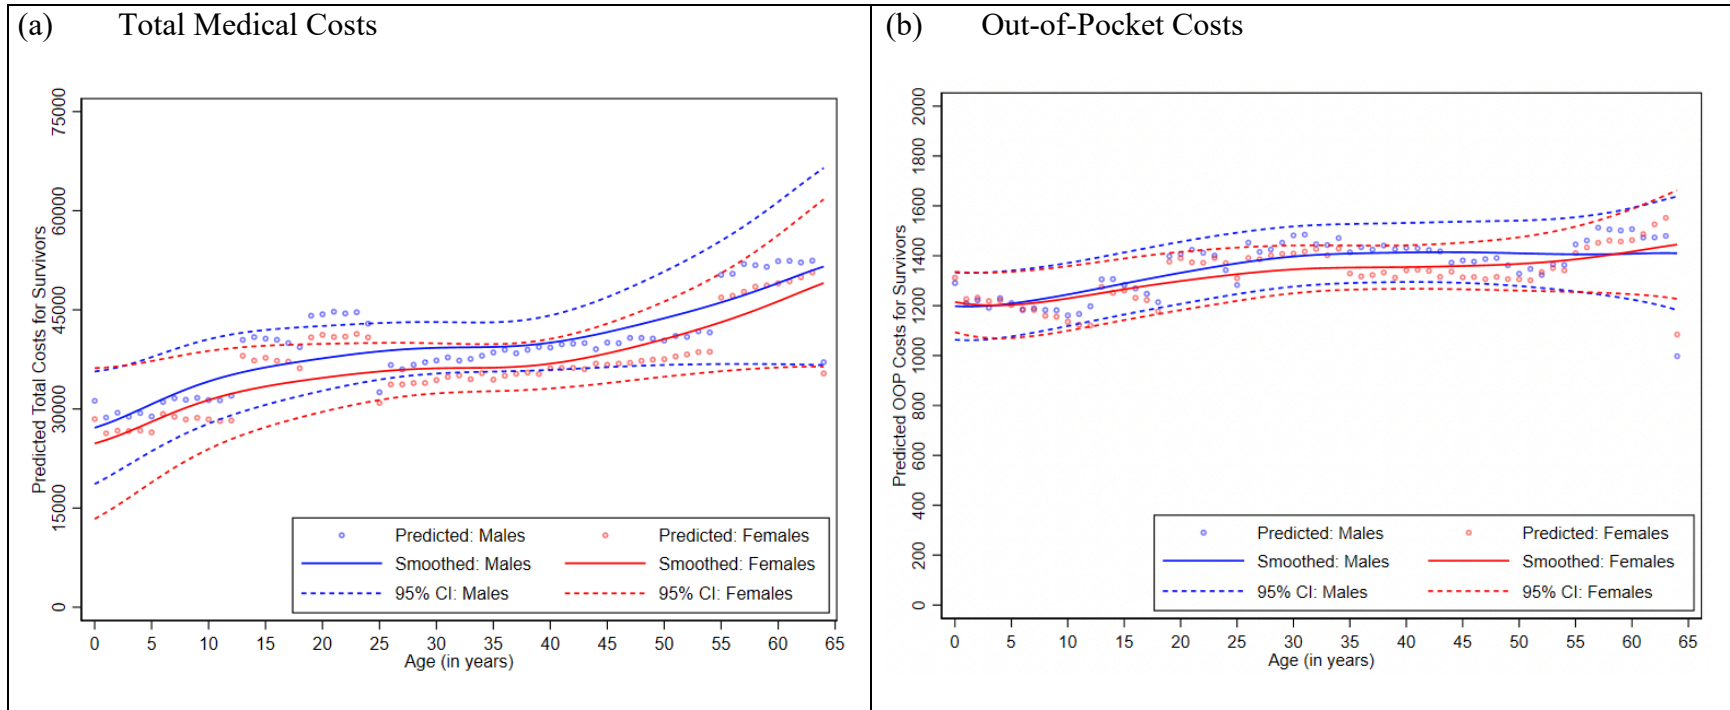 (a) Total Medical Costs
Predicted Total Costs for Survivors
75000
60000
45000
30000
15000
0
0 5 10 15 20 25 30 35 40 45 50 55 60 65
Age (in years)
Predicted: Males Predicted: Females
Smoothed: Males Smoothed: Females
95% CI: Males 95% CI: Females
(b) Out-of-Pocket Costs
Predicted OOP Costs for Survivors
2000
1800
1600
1400
1200
1000
800
600
400
200
0
0 5 10 15 20 25 30 35 40 45 50 55 60 65
Age (in years)
Predicted: Males Predicted: Females
Smoothed: Males Smoothed: Females
95% CI: Males 95% CI: Females